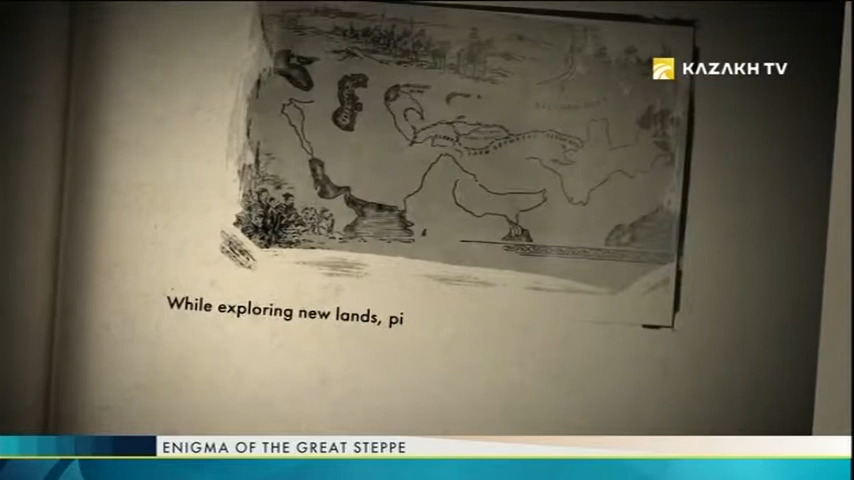 KAZAKH TV
While exploring new lands, pi
ENIGMA OF THE GREAT STEPPE